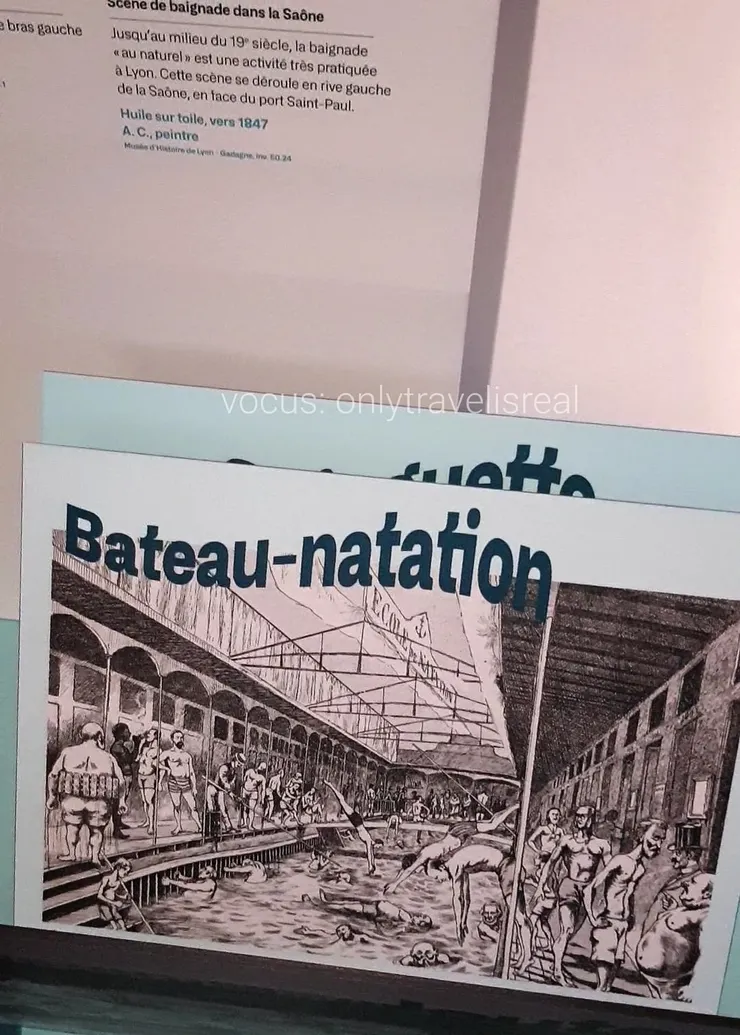 e bras gauche
Scène de baignade dans la Saône
Jusqu'au milieu du 19e siècle, la baignade
« au naturel » est une activité très pratiquée
à Lyon. Cette scène se déroule en rive gauche
de la Saône, en face du port Saint-Paul.
Huile sur toile, vers 1847
A. C., peintre
Musée d'Histoire de Lyon - Gadagne, inv. 50.24
vocus: onlytravelisreal
Bateau-natation